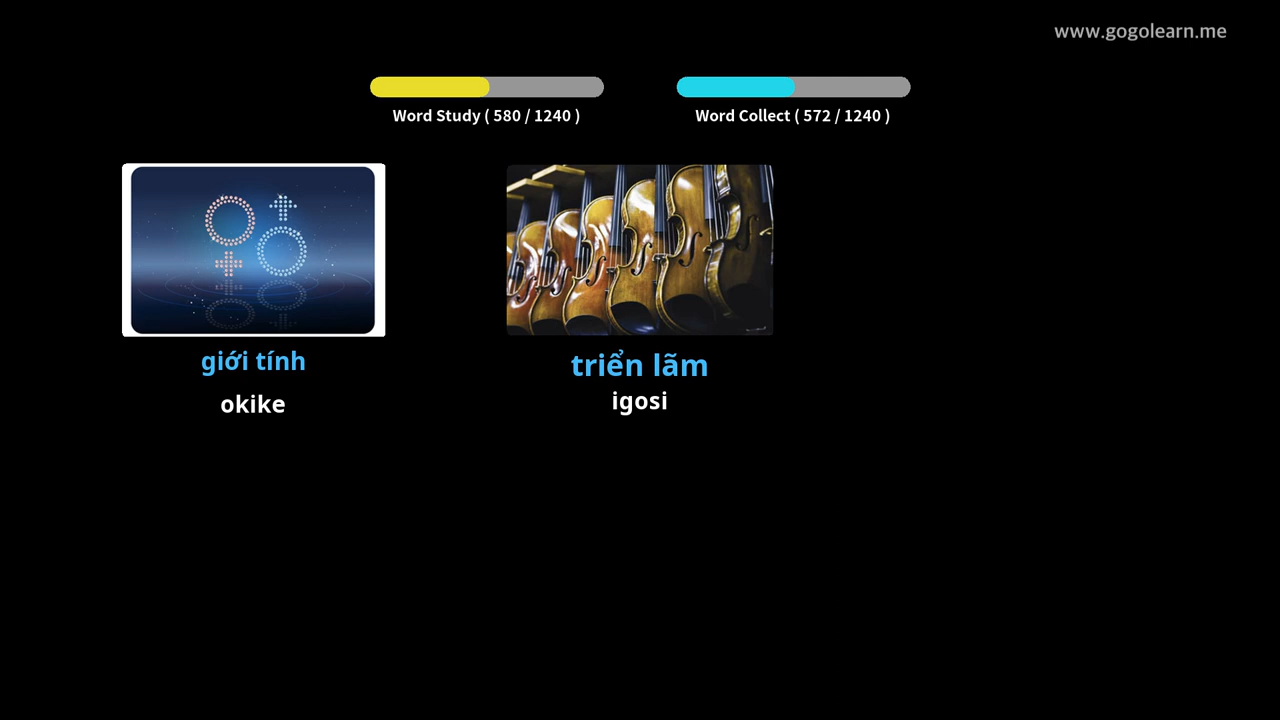 www.gogolearn.me
Word Study ( 580 / 1240 )
Word Collect ( 572 / 1240 )
giới tính
okike
triển lãm
igosi